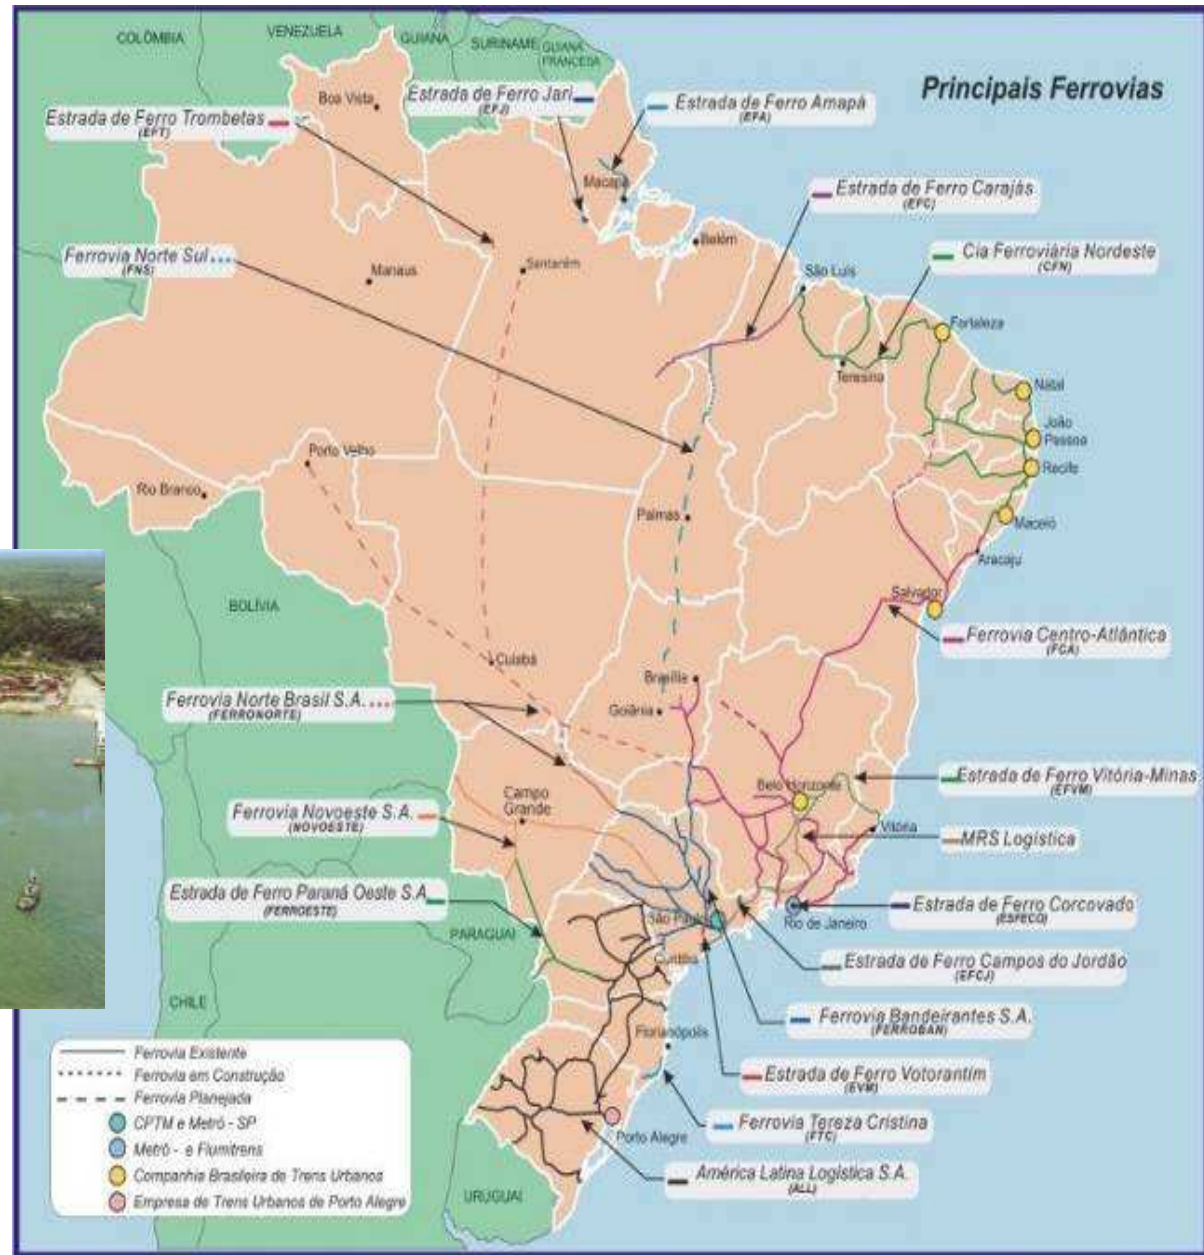 Principais Ferrovias
COLÔMBIA
VENEZUELA
GUIANA
SURINAME
GUIANA
FRANCESA
Boa Vista
Estrada de Ferro Jari
(EFJ)
Estrada de Ferro Amapá
(EFA)
Estrada de Ferro Trombetas
(EFT)
Macapá
Estrada de Ferro Carajás
(EFC)
Belém
Ferrovia Norte Sul
(FNS)
Manaus
Santarém
São Luís
Cia Ferroviária Nordeste
(CFN)
Fortaleza
Teresina
Natal
João
Pessoa
Porto Velho
Recife
Rio Branco
Palmas
Maceió
Aracaju
BOLÍVIA
Salvador
Ferrovia Centro-Atlântica
(FCA)
Cuiabá
Brasília
Ferrovia Norte Brasil S.A.
(FERRONORTE)
Goiânia
Estrada de Ferro Vitória-Minas
(EFVM)
Belo Horizonte
Campo
Grande
Ferrovia Novoeste S.A.
(NOVOESTE)
Vitória
MRS Logística
Estrada de Ferro Paraná Oeste S.A
(FERROESTE)
São Paulo
Rio de Janeiro
Estrada de Ferro Corcovado
(ESFECO)
PARAGUAI
Curitiba
Estrada de Ferro Campos do Jordão
(EFCJ)
CHILE
Ferrovia Bandeirantes S.A.
(FERROBAN)
Florianópolis
Estrada de Ferro Votorantim
(EVM)
Ferrovia Tereza Cristina
(FTC)
Porto Alegre
América Latina Logística S.A.
(ALL)
URUGUAI
Ferrovia Existente
Ferrovia em Construção
Ferrovia Planejada
CPTM e Metrô - SP
Metrô - e Flumitrens
Companhia Brasileira de Trens Urbanos
Empresa de Trens Urbanos de Porto Alegre